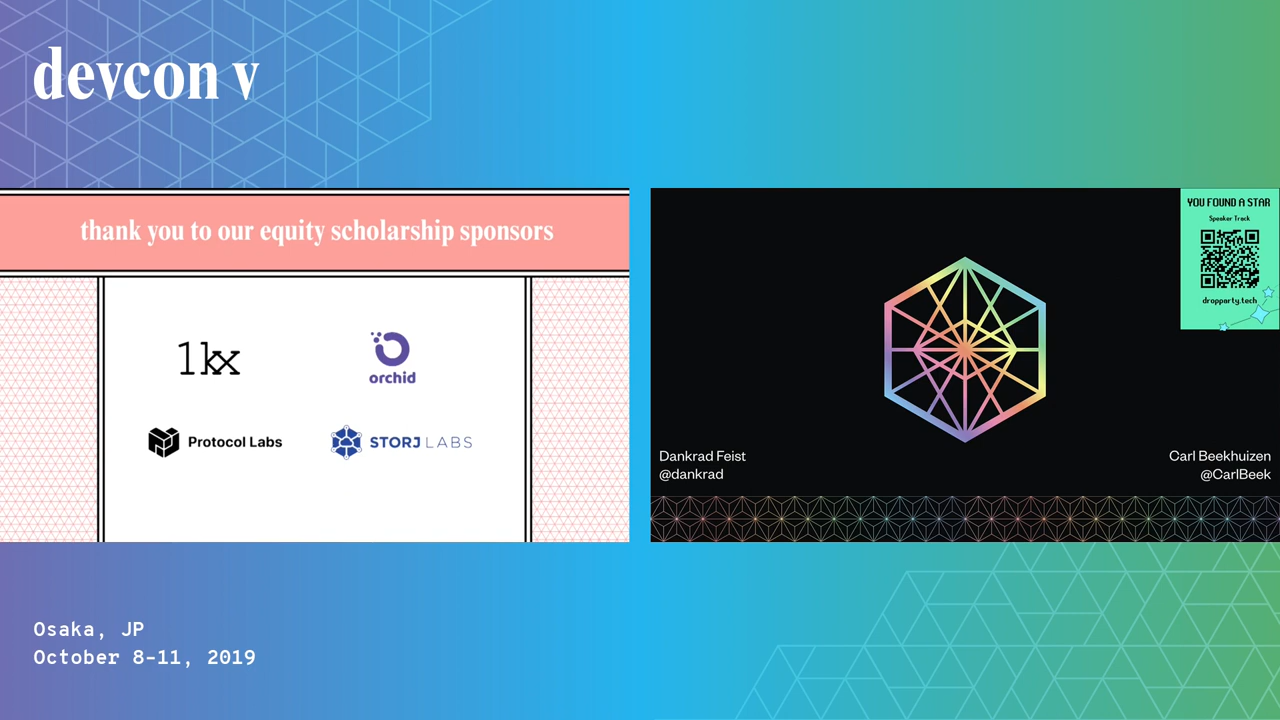 devcon v
thank you to our equity scholarship sponsors
1kx
orchid
Protocol Labs
STORJ LABS
YOU FOUND A STAR
Speaker Track
dropparty.tech
Dankrad Feist
@dankrad
Carl Beekhuizen
@CarlBeek
Osaka, JP
October 8-11, 2019